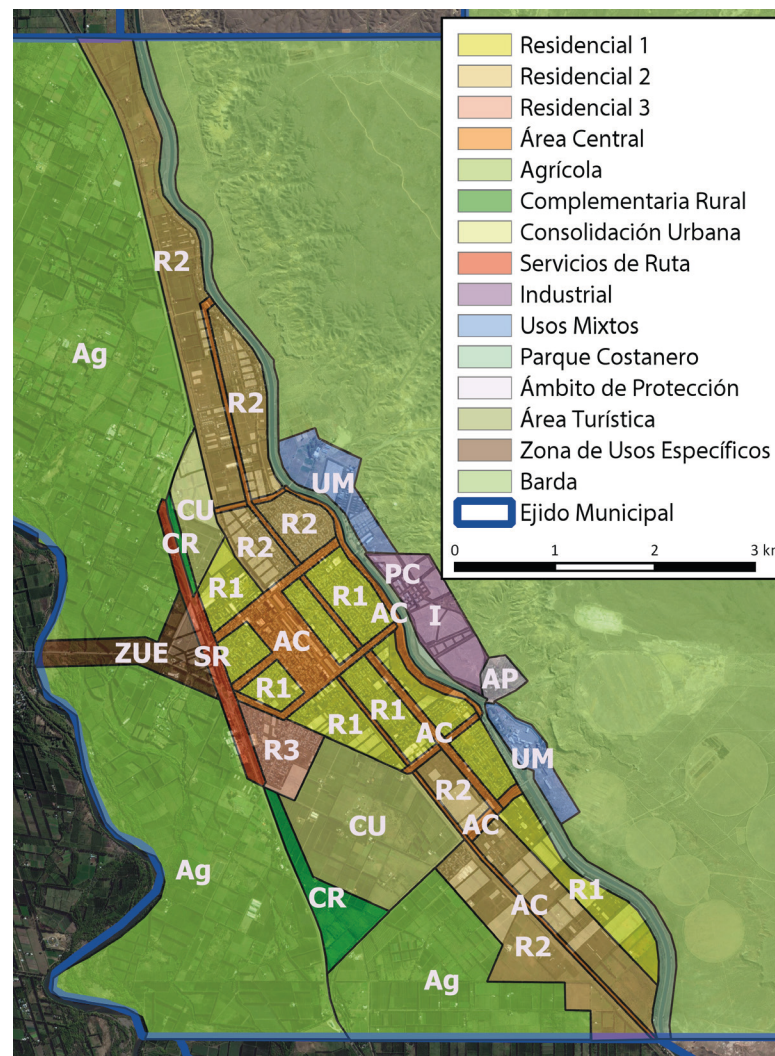 Residencial 1
Residencial 2
Residencial 3
Área Central
Agrícola
Complementaria Rural
Consolidación Urbana
Servicios de Ruta
Industrial
Usos Mixtos
Parque Costanero
Ámbito de Protección
Área Turística
Zona de Usos Específicos
Barda
Ejido Municipal
0 1 2 3 km
R2
Ag
R2
UM
CU
R2
CR
R2
PC
R1
R1
AC
I
AC
ZUE
SR
AP
R1
R1
R1
AC
R3
UM
R2
CU
AC
Ag
CR
R1
AC
R2
Ag